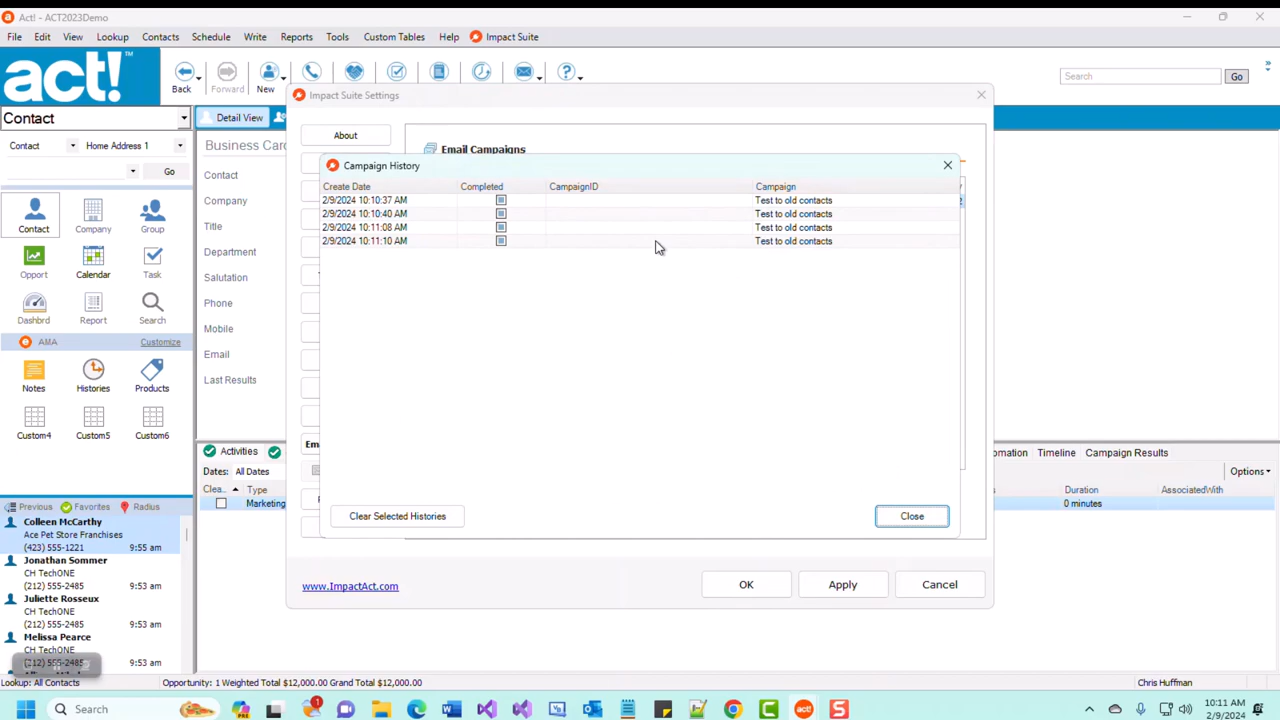 Act! - ACT2023Demo
File Edit View Lookup Contacts Schedule Write Reports Tools Custom Tables Help Impact Suite
act!™
Back Forward New
Search Go
Contact
Detail View
Contact Home Address 1
Go
Contact Company Group
Opport Calendar Task
Dashbrd Report Search
AMA Customize
Notes Histories Products
Custom4 Custom5 Custom6
Previous Favorites Radius
Colleen McCarthy
Ace Pet Store Franchises
(423) 555-1221 9:55 am
Jonathan Sommer
CH TechONE
(212) 555-2485 9:53 am
Juliette Rosseux
CH TechONE
(212) 555-2485 9:53 am
Melissa Pearce
CH TechONE
(212) 555-2485 9:53 am
Lookup: All Contacts
Business Card
Contact
Company
Title
Department
Salutation
Phone
Mobile
Email
Last Results
Impact Suite Settings
About
Email Campaigns
Campaign History
Create Date Completed CampaignID Campaign
2/9/2024 10:10:37 AM Test to old contacts
2/9/2024 10:10:40 AM Test to old contacts
2/9/2024 10:11:08 AM Test to old contacts
2/9/2024 10:11:10 AM Test to old contacts
Clear Selected Histories Close
www.ImpactAct.com
OK Apply Cancel
Activities
Dates: All Dates
Clea.. Type
Marketing
omation Timeline Campaign Results
Options
Duration AssociatedWith
0 minutes
Opportunity: 1 Weighted Total $12,000.00 Grand Total $12,000.00
Chris Huffman
Search
10:11 AM
2/9/2024